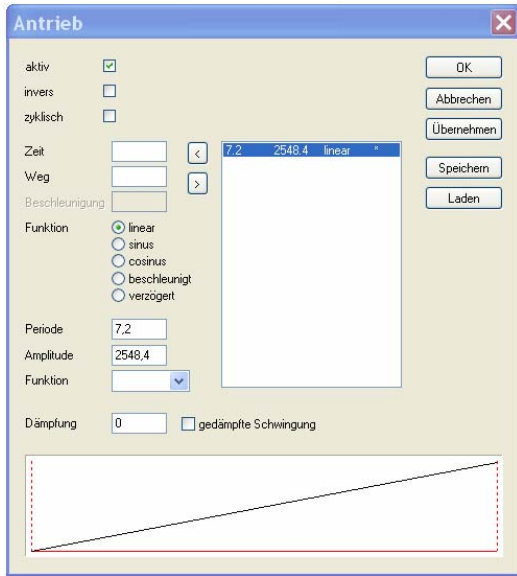 Antrieb
aktiv
invers
zyklisch
Zeit
Weg
Beschleunigung
Funktion
linear
sinus
cosinus
beschleunigt
verzögert
Periode 7,2
Amplitude 2548,4
Funktion
Dämpfung 0 gedämpfte Schwingung
<
>
7.2 2548.4 linear *
OK
Abbrechen
Übernehmen
Speichern
Laden